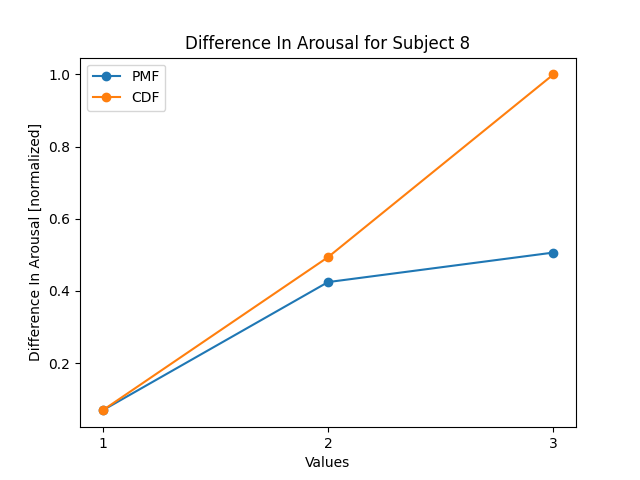 Difference In Arousal for Subject 8
PMF
CDF
1.0
0.8
0.6
0.4
0.2
Difference In Arousal [normalized]
1 2 3
Values